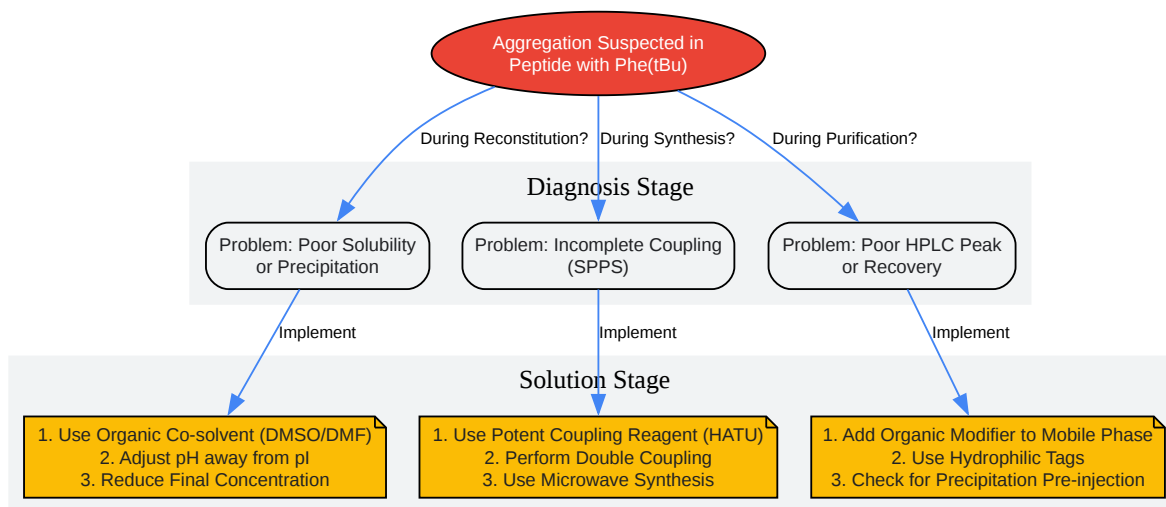 Aggregation Suspected in
Peptide with Phe(tBu)
During Reconstitution?
During Synthesis?
During Purification?
Diagnosis Stage
Problem: Poor Solubility
or Precipitation
Problem: Incomplete Coupling
(SPPS)
Problem: Poor HPLC Peak
or Recovery
Implement
Implement
Implement
Solution Stage
1. Use Organic Co-solvent (DMSO/DMF)
2. Adjust pH away from pI
3. Reduce Final Concentration
1. Use Potent Coupling Reagent (HATU)
2. Perform Double Coupling
3. Use Microwave Synthesis
1. Add Organic Modifier to Mobile Phase
2. Use Hydrophilic Tags
3. Check for Precipitation Pre-injection